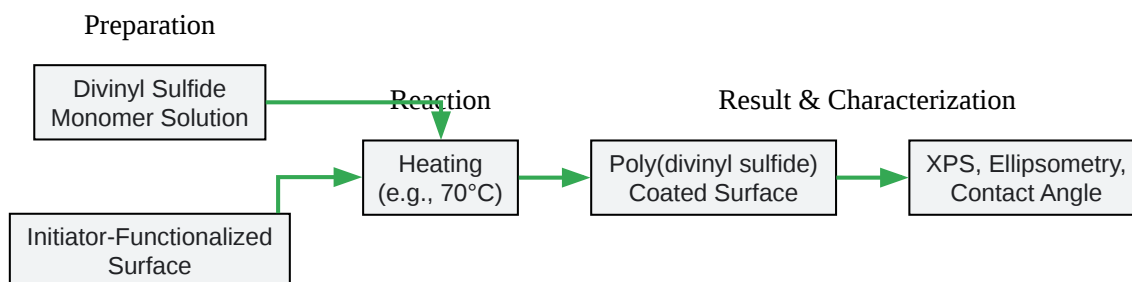 Preparation
Divinyl Sulfide
Monomer Solution
Reaction
Result & Characterization
Heating
(e.g., 70°C)
Poly(divinyl sulfide)
Coated Surface
XPS, Ellipsometry,
Contact Angle
Initiator-Functionalized
Surface